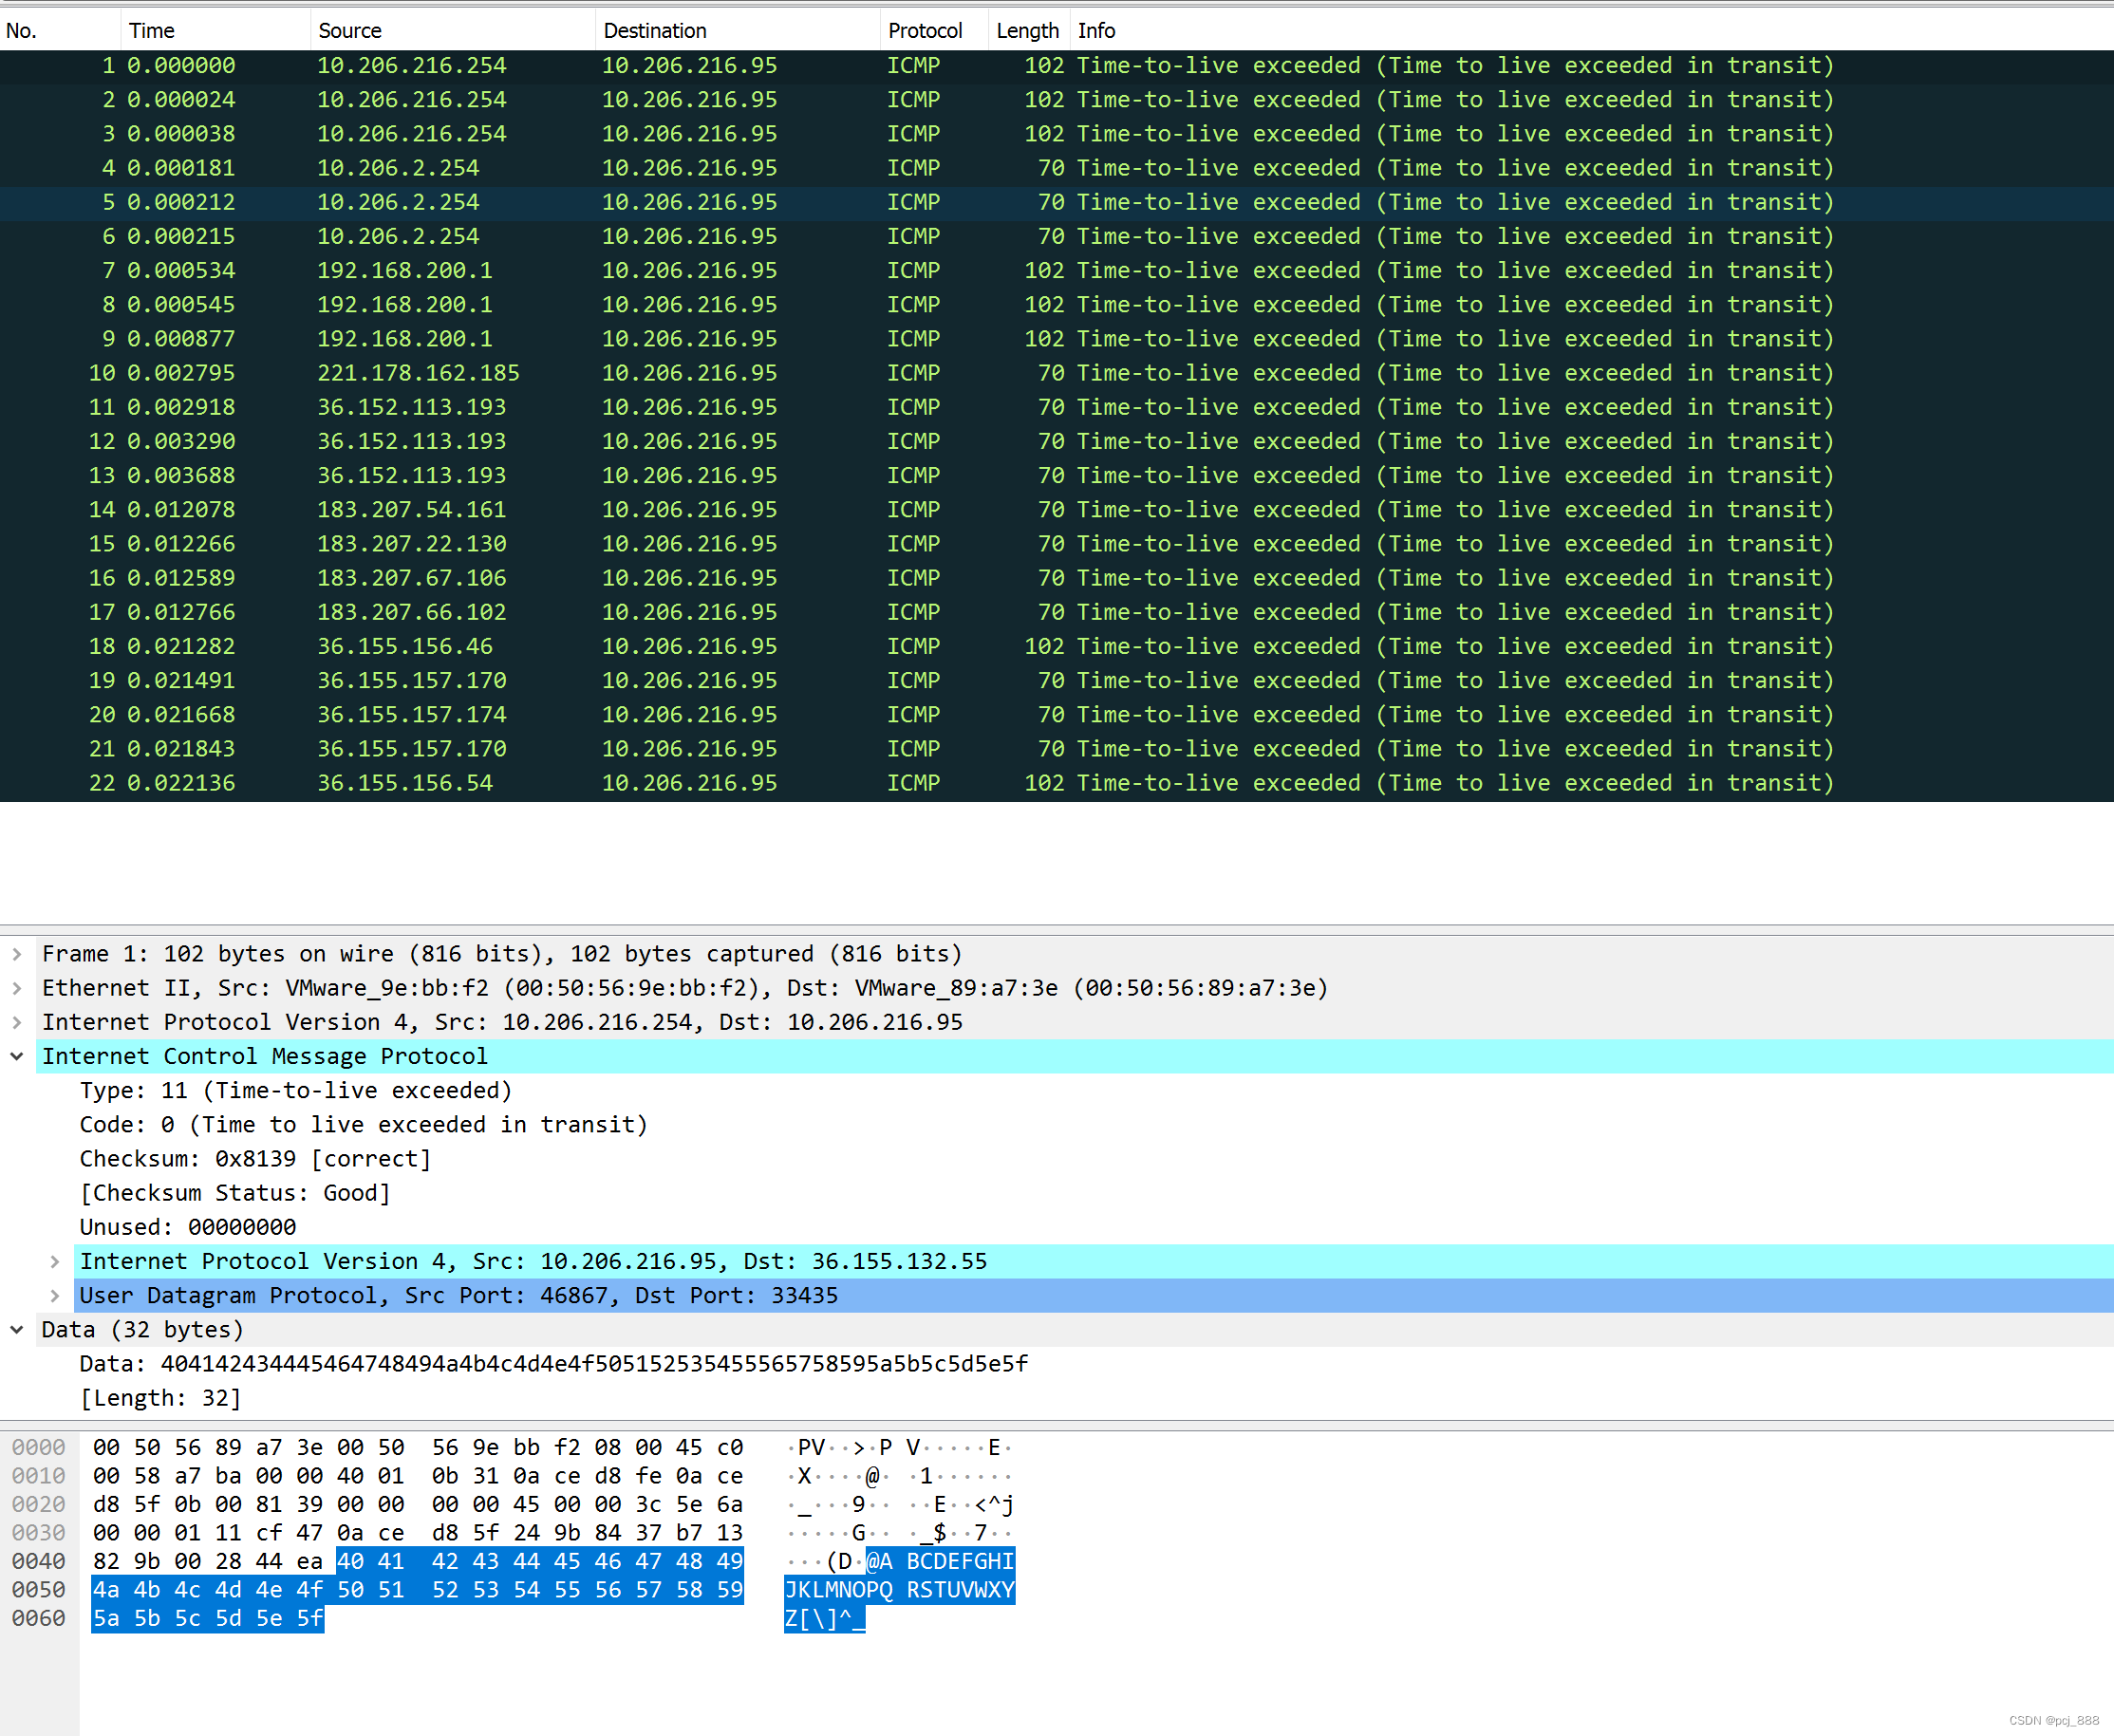 No. Time Source Destination Protocol Length Info
1 0.000000 10.206.216.254 10.206.216.95 ICMP 102 Time-to-live exceeded (Time to live exceeded in transit)
2 0.000024 10.206.216.254 10.206.216.95 ICMP 102 Time-to-live exceeded (Time to live exceeded in transit)
3 0.000038 10.206.216.254 10.206.216.95 ICMP 102 Time-to-live exceeded (Time to live exceeded in transit)
4 0.000181 10.206.2.254 10.206.216.95 ICMP 70 Time-to-live exceeded (Time to live exceeded in transit)
5 0.000212 10.206.2.254 10.206.216.95 ICMP 70 Time-to-live exceeded (Time to live exceeded in transit)
6 0.000215 10.206.2.254 10.206.216.95 ICMP 70 Time-to-live exceeded (Time to live exceeded in transit)
7 0.000534 192.168.200.1 10.206.216.95 ICMP 102 Time-to-live exceeded (Time to live exceeded in transit)
8 0.000545 192.168.200.1 10.206.216.95 ICMP 102 Time-to-live exceeded (Time to live exceeded in transit)
9 0.000877 192.168.200.1 10.206.216.95 ICMP 102 Time-to-live exceeded (Time to live exceeded in transit)
10 0.002795 221.178.162.185 10.206.216.95 ICMP 70 Time-to-live exceeded (Time to live exceeded in transit)
11 0.002918 36.152.113.193 10.206.216.95 ICMP 70 Time-to-live exceeded (Time to live exceeded in transit)
12 0.003290 36.152.113.193 10.206.216.95 ICMP 70 Time-to-live exceeded (Time to live exceeded in transit)
13 0.003688 36.152.113.193 10.206.216.95 ICMP 70 Time-to-live exceeded (Time to live exceeded in transit)
14 0.012078 183.207.54.161 10.206.216.95 ICMP 70 Time-to-live exceeded (Time to live exceeded in transit)
15 0.012266 183.207.22.130 10.206.216.95 ICMP 70 Time-to-live exceeded (Time to live exceeded in transit)
16 0.012589 183.207.67.106 10.206.216.95 ICMP 70 Time-to-live exceeded (Time to live exceeded in transit)
17 0.012766 183.207.66.102 10.206.216.95 ICMP 70 Time-to-live exceeded (Time to live exceeded in transit)
18 0.021282 36.155.156.46 10.206.216.95 ICMP 102 Time-to-live exceeded (Time to live exceeded in transit)
19 0.021491 36.155.157.170 10.206.216.95 ICMP 70 Time-to-live exceeded (Time to live exceeded in transit)
20 0.021668 36.155.157.174 10.206.216.95 ICMP 70 Time-to-live exceeded (Time to live exceeded in transit)
21 0.021843 36.155.157.170 10.206.216.95 ICMP 70 Time-to-live exceeded (Time to live exceeded in transit)
22 0.022136 36.155.156.54 10.206.216.95 ICMP 102 Time-to-live exceeded (Time to live exceeded in transit)
Frame 1: 102 bytes on wire (816 bits), 102 bytes captured (816 bits)
Ethernet II, Src: VMware_9e:bb:f2 (00:50:56:9e:bb:f2), Dst: VMware_89:a7:3e (00:50:56:89:a7:3e)
Internet Protocol Version 4, Src: 10.206.216.254, Dst: 10.206.216.95
Internet Control Message Protocol
Type: 11 (Time-to-live exceeded)
Code: 0 (Time to live exceeded in transit)
Checksum: 0x8139 [correct]
[Checksum Status: Good]
Unused: 00000000
Internet Protocol Version 4, Src: 10.206.216.95, Dst: 36.155.132.55
User Datagram Protocol, Src Port: 46867, Dst Port: 33435
Data (32 bytes)
Data: 404142434445464748494a4b4c4d4e4f505152535455565758595a5b5c5d5e5f
[Length: 32]
0000 00 50 56 89 a7 3e 00 50 56 9e bb f2 08 00 45 c0 ·PV··>·P V·····E·
0010 00 58 a7 ba 00 00 40 01 0b 31 0a ce d8 fe 0a ce ·X····@· ·1······
0020 d8 5f 0b 00 81 39 00 00 00 00 45 00 00 3c 5e 6a ·_···9·· ··E··<^j
0030 00 00 01 11 cf 47 0a ce d8 5f 24 9b 84 37 b7 13 ·····G·· ·_$··7··
0040 82 9b 00 28 44 ea 40 41 42 43 44 45 46 47 48 49 ···(D·@A BCDEFGHI
0050 4a 4b 4c 4d 4e 4f 50 51 52 53 54 55 56 57 58 59 JKLMNOPQ RSTUVWXY
0060 5a 5b 5c 5d 5e 5f Z[\]^_
CSDN @pcj_888